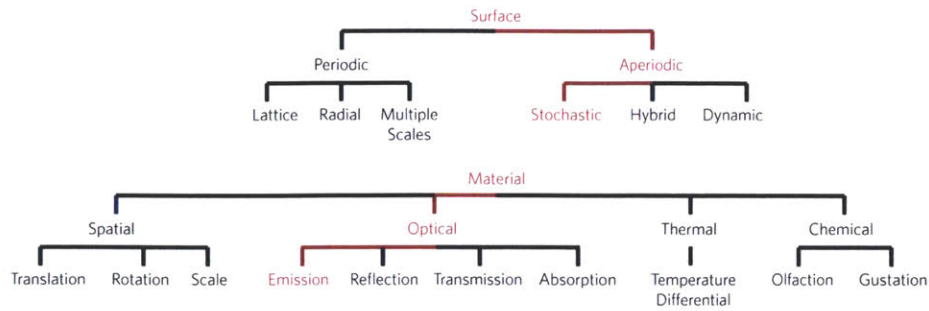 Surface
Periodic Aperiodic
Lattice Radial Multiple Scales Stochastic Hybrid Dynamic
Material
Spatial Optical Thermal Chemical
Translation Rotation Scale Emission Reflection Transmission Absorption Temperature Differential Olfaction Gustation